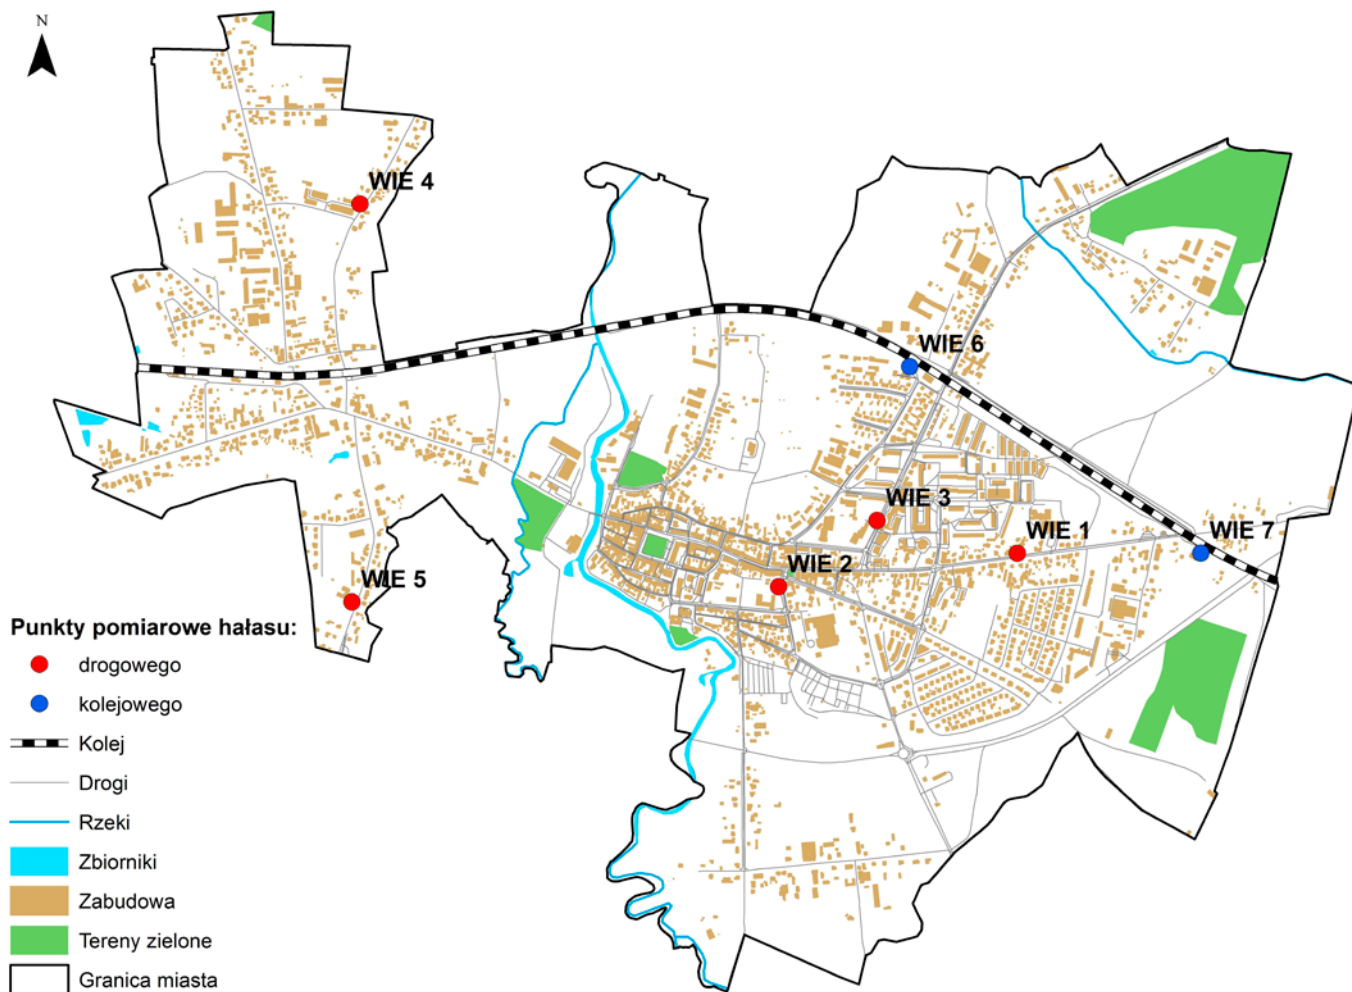 N
WIE 4
WIE 6
WIE 3
WIE 1
WIE 7
WIE 2
WIE 5
Punkty pomiarowe hałasu:
drogowego
kolejowego
Kolej
Drogi
Rzeki
Zbiorniki
Zabudowa
Tereny zielone
Granica miasta